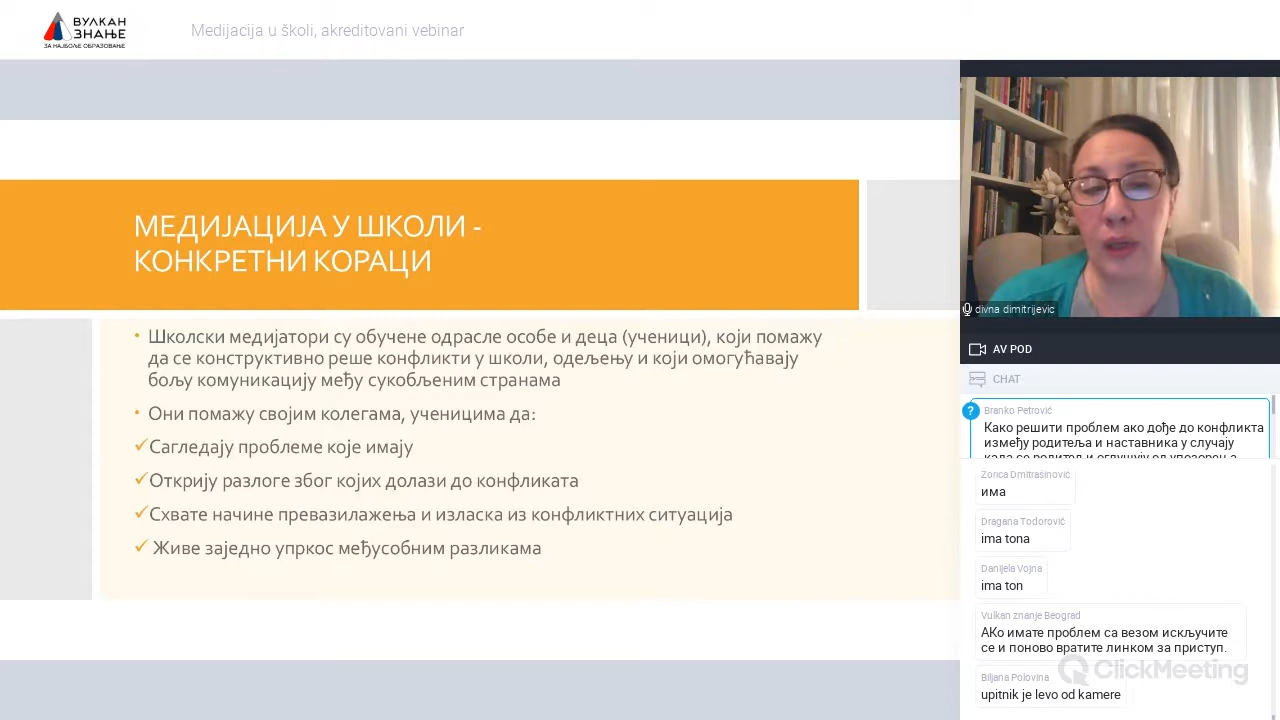 ВУЛКАН
ЗНАЊЕ
ЗА НАЈБОЉЕ ОБРАЗОВАЊЕ
Medijacija u školi, akreditovani vebinar
МЕДИЈАЦИЈА У ШКОЛИ -
КОНКРЕТНИ КОРАЦИ
Школски медијатори су обучене одрасле особе и деца (ученици), који помажу
да се конструктивно реше конфликти у школи, одељењу и који омогућавају
бољу комуникацију међу сукобљеним странама
Они помажу својим колегама, ученицима да:
Сагледају проблеме које имају
Открију разлоге због којих долази до конфликата
Схвате начине превазилажења и изласка из конфликтних ситуација
Живе заједно упркос међусобним разликама
divna dimitrijevic
AV POD
CHAT
?
Branko Petrović
Како решити проблем ако дође до конфликта
између родитеља и наставника у случају
када се родитељи оглушују од
Zorica Dmitrašinović
има
Dragana Todorović
ima tona
Danijela Vojna
ima ton
Vulkan znanje Beograd
АКо имате проблем са везом искључите
се и поново вратите линком за приступ.
ClickMeeting
Biljana Polovina
upitnik je levo od kamere